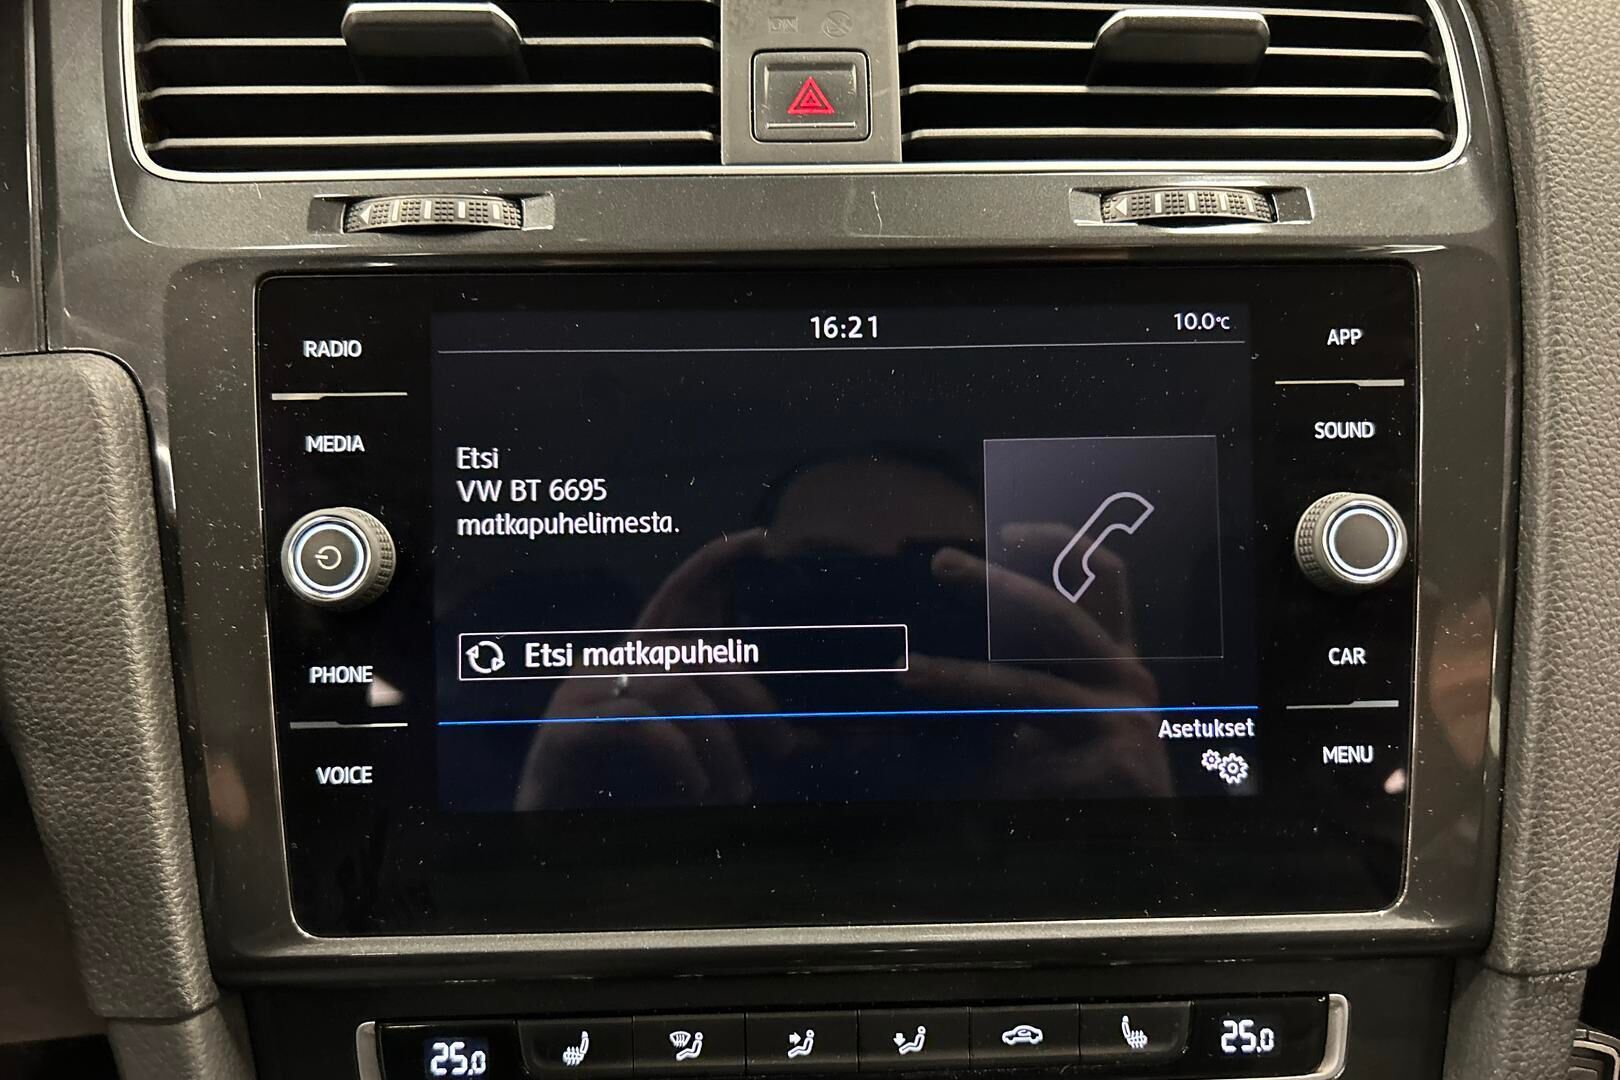 16:21
10.0°C
RADIO
MEDIA
PHONE
VOICE
Etsi
VW BT 6695
matkapuhelimesta.
Etsi matkapuhelin
Asetukset
APP
SOUND
CAR
MENU
25.0
25.0